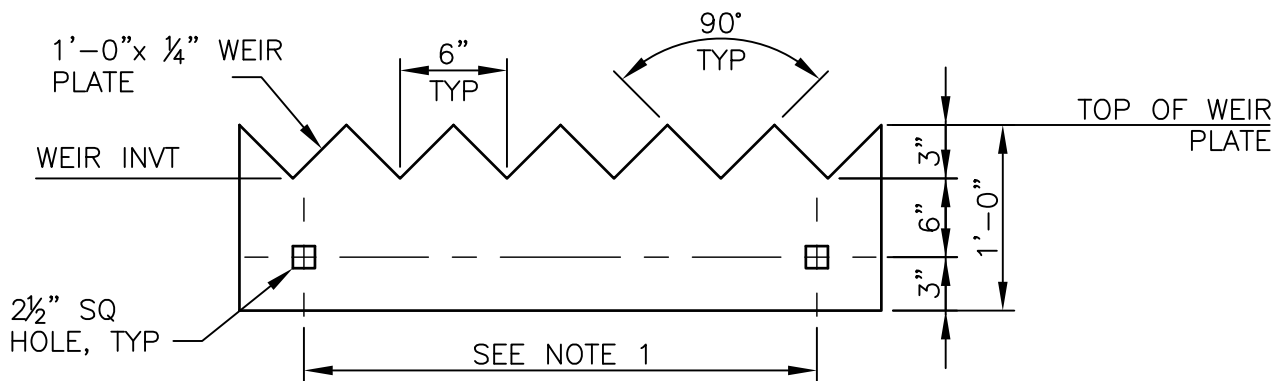 1'-0"x ¼" WEIR
PLATE
6"
TYP
90°
TYP
TOP OF WEIR
PLATE
WEIR INVT
3"
6"
3"
1'-0"
2½" SQ
HOLE, TYP
SEE NOTE 1